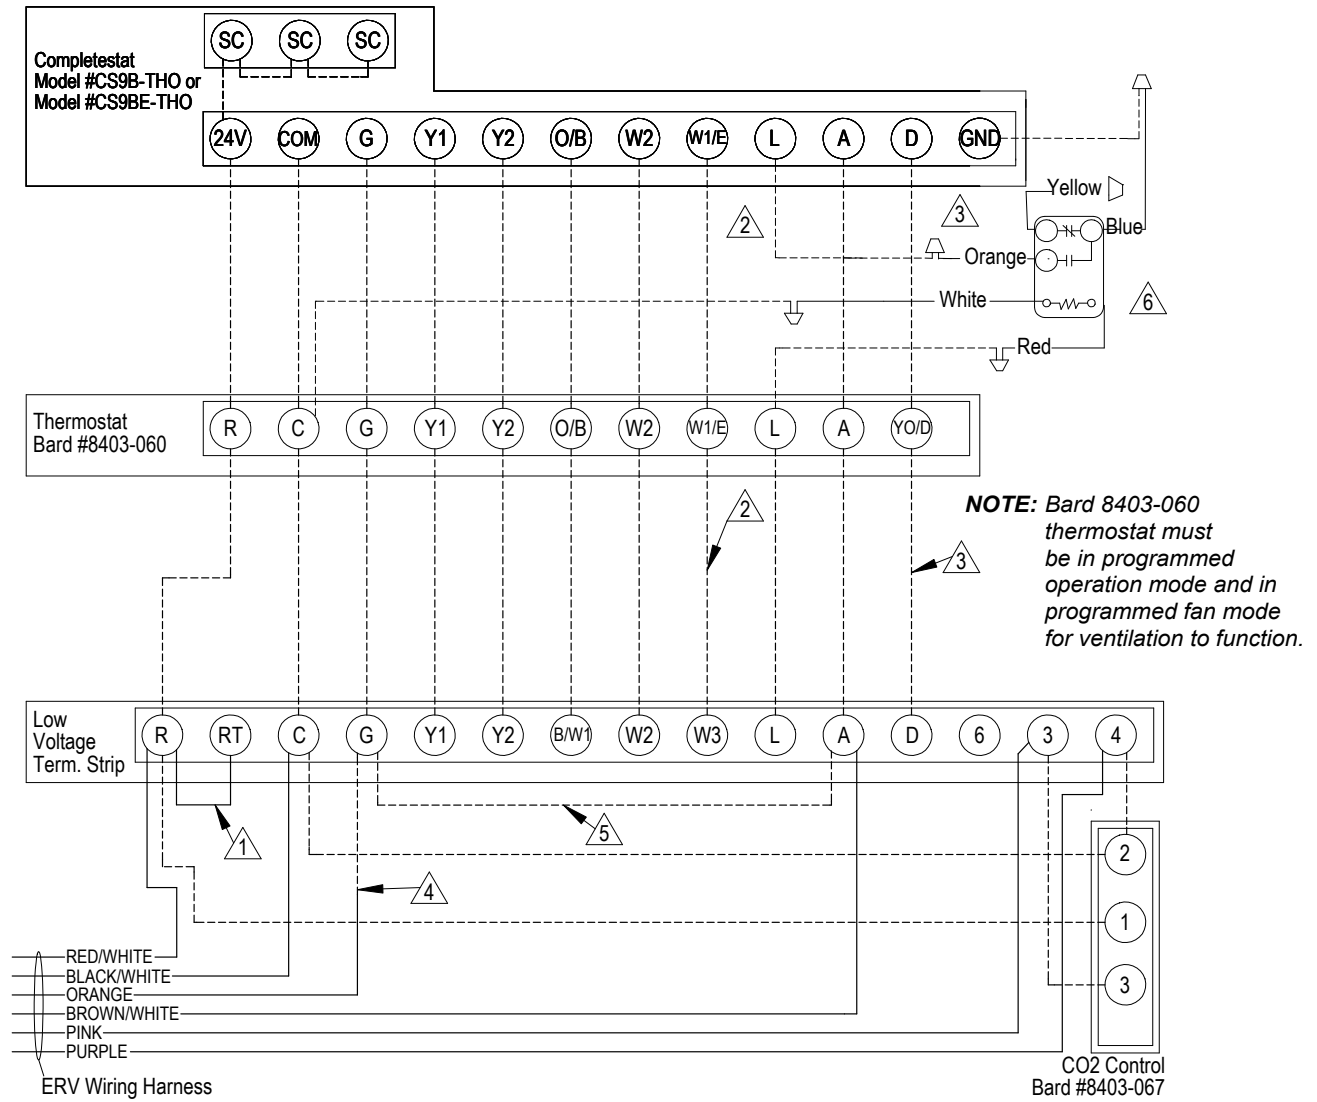 SC SC SC
Completestat
Model #CS9B-THO or
Model #CS9BE-THO
24V COM G Y1 Y2 O/B W2 W1/E L A D GND
Yellow
2
3
Blue
Orange
White
6
Red
Thermostat
Bard #8403-060
R C G Y1 Y2 O/B W2 W1/E L A YO/D
2
3
NOTE: Bard 8403-060
thermostat must
be in programmed
operation mode and in
programmed fan mode
for ventilation to function.
Low
Voltage
Term. Strip
R RT C G Y1 Y2 B/W1 W2 W3 L A D 6 3 4
1
5
2
4
1
3
RED/WHITE
BLACK/WHITE
ORANGE
BROWN/WHITE
PINK
PURPLE
ERV Wiring Harness
CO2 Control
Bard #8403-067